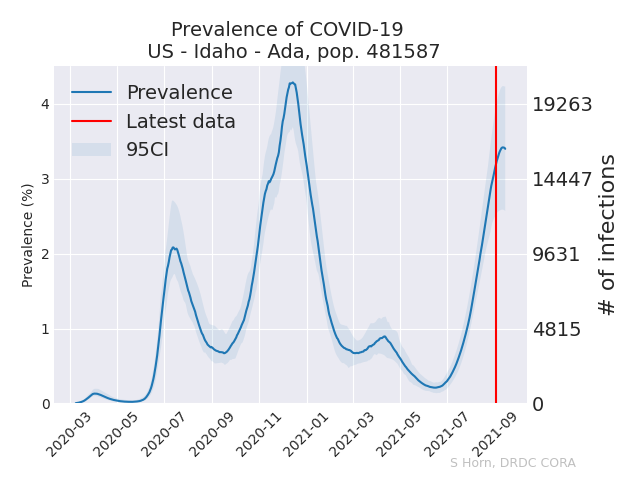 Prevalence of COVID-19
US - Idaho - Ada, pop. 481587
Prevalence
Latest data
95CI
Prevalence (%)
4
3
2
1
0
19263
14447
9631
4815
0
# of infections
2020-03
2020-05
2020-07
2020-09
2020-11
2021-01
2021-03
2021-05
2021-07
2021-09
S Horn, DRDC CORA